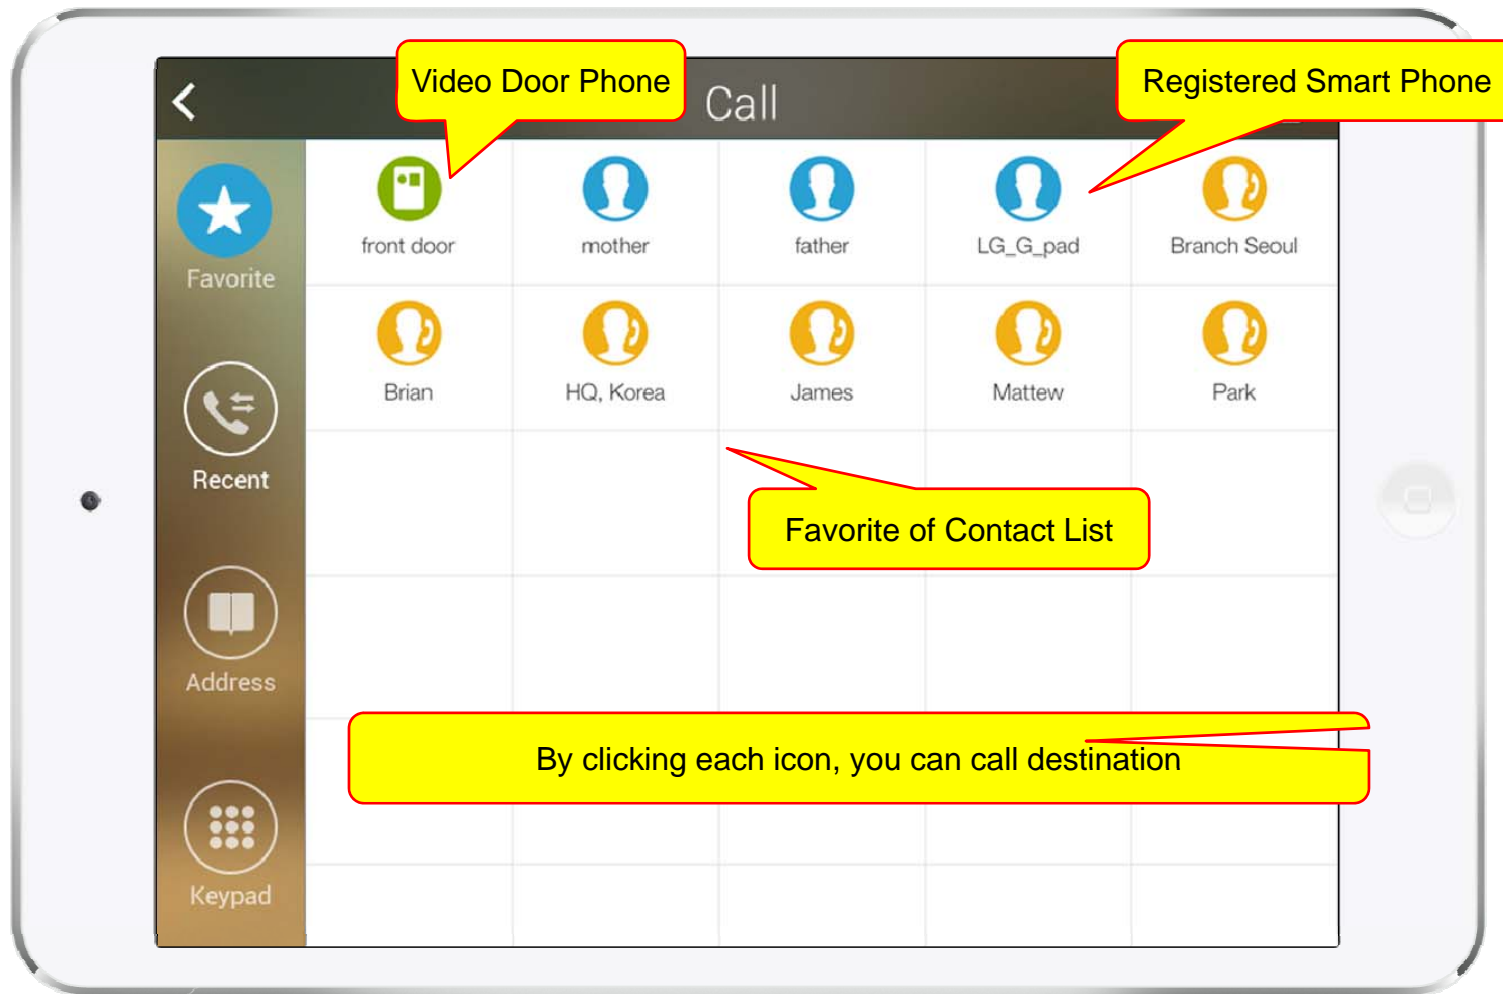 Video Door Phone
Call
Registered Smart Phone
Favorite
front door
mother
father
LG_G_pad
Branch Seoul
Brian
HQ, Korea
James
Mattew
Park
Recent
Favorite of Contact List
Address
By clicking each icon, you can call destination
Keypad